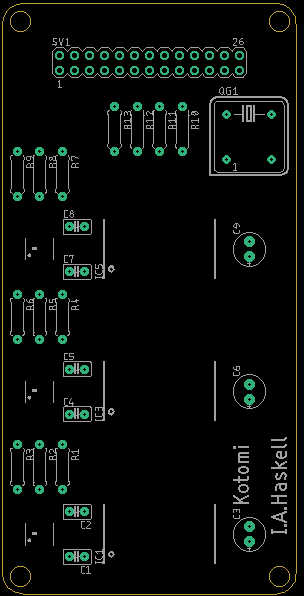 SV1
26
1
QG1
1
R13
R12
R11
R10
R9
R8
R7
C8
C9
C7
IC5
R6
R5
R4
C5
C6
C4
IC3
R3
R2
R1
Kotomi
I.A.Haskell
C2
C3
C1
IC1